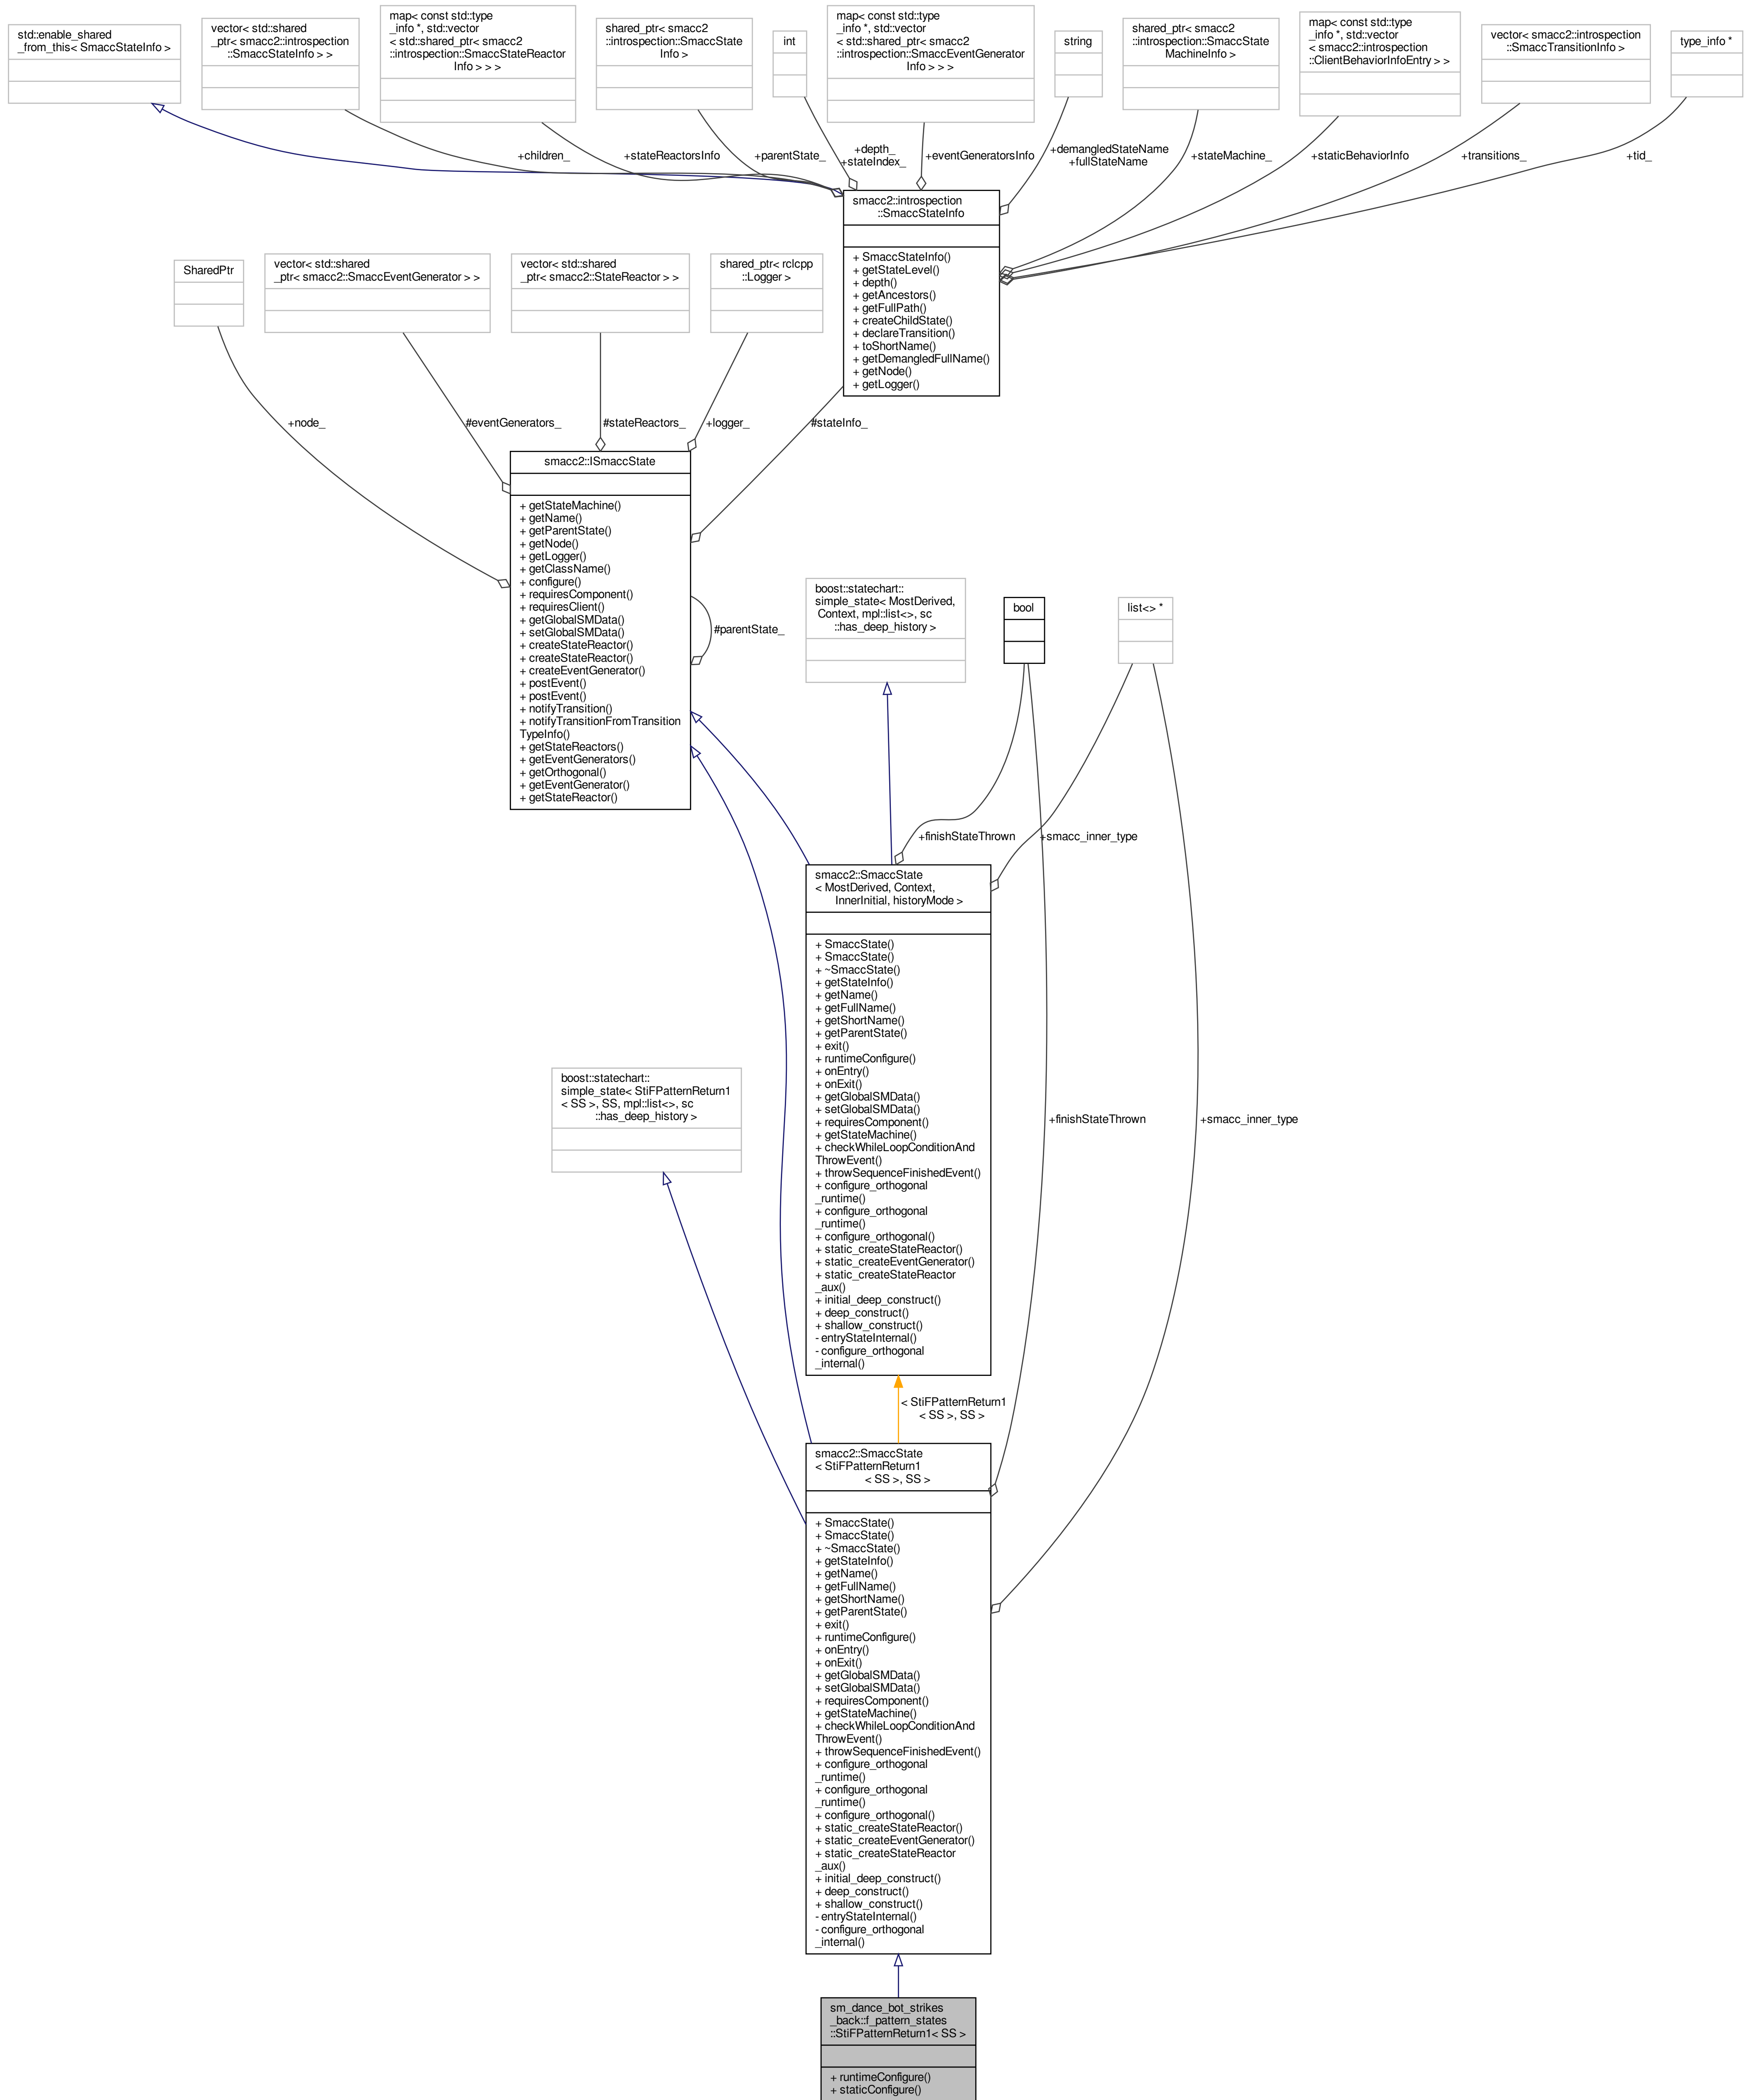 std::enable_shared
_from_this< SmaccStateInfo >
vector< std::shared
_ptr< smacc2::introspection
::SmaccStateInfo > >
map< const std::type
_info *, std::vector
< std::shared_ptr< smacc2
::introspection::SmaccStateReactor
Info > > >
shared_ptr< smacc2
::introspection::SmaccState
Info >
int
map< const std::type
_info *, std::vector
< std::shared_ptr< smacc2
::introspection::SmaccEventGenerator
Info > > >
string
shared_ptr< smacc2
::introspection::SmaccState
MachineInfo >
map< const std::type
_info *, std::vector
< smacc2::introspection
::ClientBehaviorInfoEntry > >
vector< smacc2::introspection
::SmaccTransitionInfo >
type_info *
+children_
+stateReactorsInfo
+parentState_
+depth_
+stateIndex_
+eventGeneratorsInfo
+demangledStateName
+fullStateName
+stateMachine_
+staticBehaviorInfo
+transitions_
+tid_
smacc2::introspection
::SmaccStateInfo
+ SmaccStateInfo()
+ getStateLevel()
+ depth()
+ getAncestors()
+ getFullPath()
+ createChildState()
+ declareTransition()
+ toShortName()
+ getDemangledFullName()
+ getNode()
+ getLogger()
SharedPtr
vector< std::shared
_ptr< smacc2::SmaccEventGenerator > >
vector< std::shared
_ptr< smacc2::StateReactor > >
shared_ptr< rclcpp
::Logger >
+node_
#eventGenerators_
#stateReactors_
+logger_
#stateInfo_
smacc2::ISmaccState
+ getStateMachine()
+ getName()
+ getParentState()
+ getNode()
+ getLogger()
+ getClassName()
+ configure()
+ requiresComponent()
+ requiresClient()
+ getGlobalSMData()
+ setGlobalSMData()
+ createStateReactor()
+ createStateReactor()
+ createEventGenerator()
+ postEvent()
+ postEvent()
+ notifyTransition()
+ notifyTransitionFromTransition
TypeInfo()
+ getStateReactors()
+ getEventGenerators()
+ getOrthogonal()
+ getEventGenerator()
+ getStateReactor()
#parentState_
boost::statechart::
simple_state< MostDerived,
Context, mpl::list<>, sc
::has_deep_history >
bool
list<> *
+finishStateThrown
+smacc_inner_type
smacc2::SmaccState
< MostDerived, Context,
InnerInitial, historyMode >
+ SmaccState()
+ SmaccState()
+ ~SmaccState()
+ getStateInfo()
+ getName()
+ getFullName()
+ getShortName()
+ getParentState()
+ exit()
+ runtimeConfigure()
+ onEntry()
+ onExit()
+ getGlobalSMData()
+ setGlobalSMData()
+ requiresComponent()
+ getStateMachine()
+ checkWhileLoopConditionAnd
ThrowEvent()
+ throwSequenceFinishedEvent()
+ configure_orthogonal
_runtime()
+ configure_orthogonal
_runtime()
+ configure_orthogonal()
+ static_createStateReactor()
+ static_createEventGenerator()
+ static_createStateReactor
_aux()
+ initial_deep_construct()
+ deep_construct()
+ shallow_construct()
- entryStateInternal()
- configure_orthogonal
_internal()
boost::statechart::
simple_state< StiFPatternReturn1
< SS >, SS, mpl::list<>, sc
::has_deep_history >
+finishStateThrown
+smacc_inner_type
< StiFPatternReturn1
< SS >, SS >
smacc2::SmaccState
< StiFPatternReturn1
< SS >, SS >
+ SmaccState()
+ SmaccState()
+ ~SmaccState()
+ getStateInfo()
+ getName()
+ getFullName()
+ getShortName()
+ getParentState()
+ exit()
+ runtimeConfigure()
+ onEntry()
+ onExit()
+ getGlobalSMData()
+ setGlobalSMData()
+ requiresComponent()
+ getStateMachine()
+ checkWhileLoopConditionAnd
ThrowEvent()
+ throwSequenceFinishedEvent()
+ configure_orthogonal
_runtime()
+ configure_orthogonal
_runtime()
+ configure_orthogonal()
+ static_createStateReactor()
+ static_createEventGenerator()
+ static_createStateReactor
_aux()
+ initial_deep_construct()
+ deep_construct()
+ shallow_construct()
- entryStateInternal()
- configure_orthogonal
_internal()
sm_dance_bot_strikes
_back::f_pattern_states
::StiFPatternReturn1< SS >
+ runtimeConfigure()
+ staticConfigure()